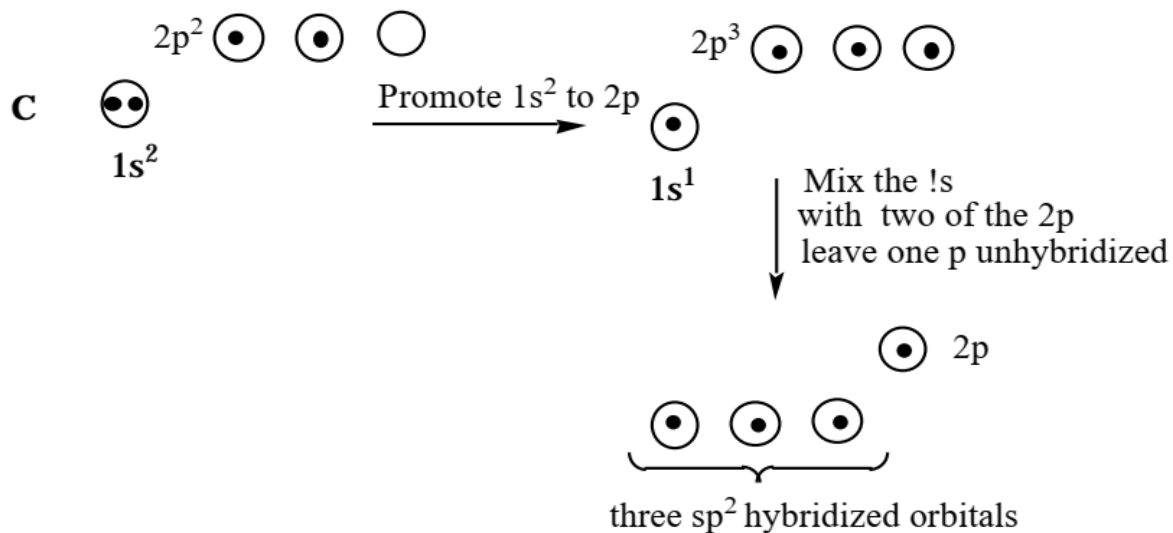 2p²
2p³
C
Promote 1s² to 2p
1s²
1s¹
Mix the !s
with two of the 2p
leave one p unhybridized
2p
three sp² hybridized orbitals